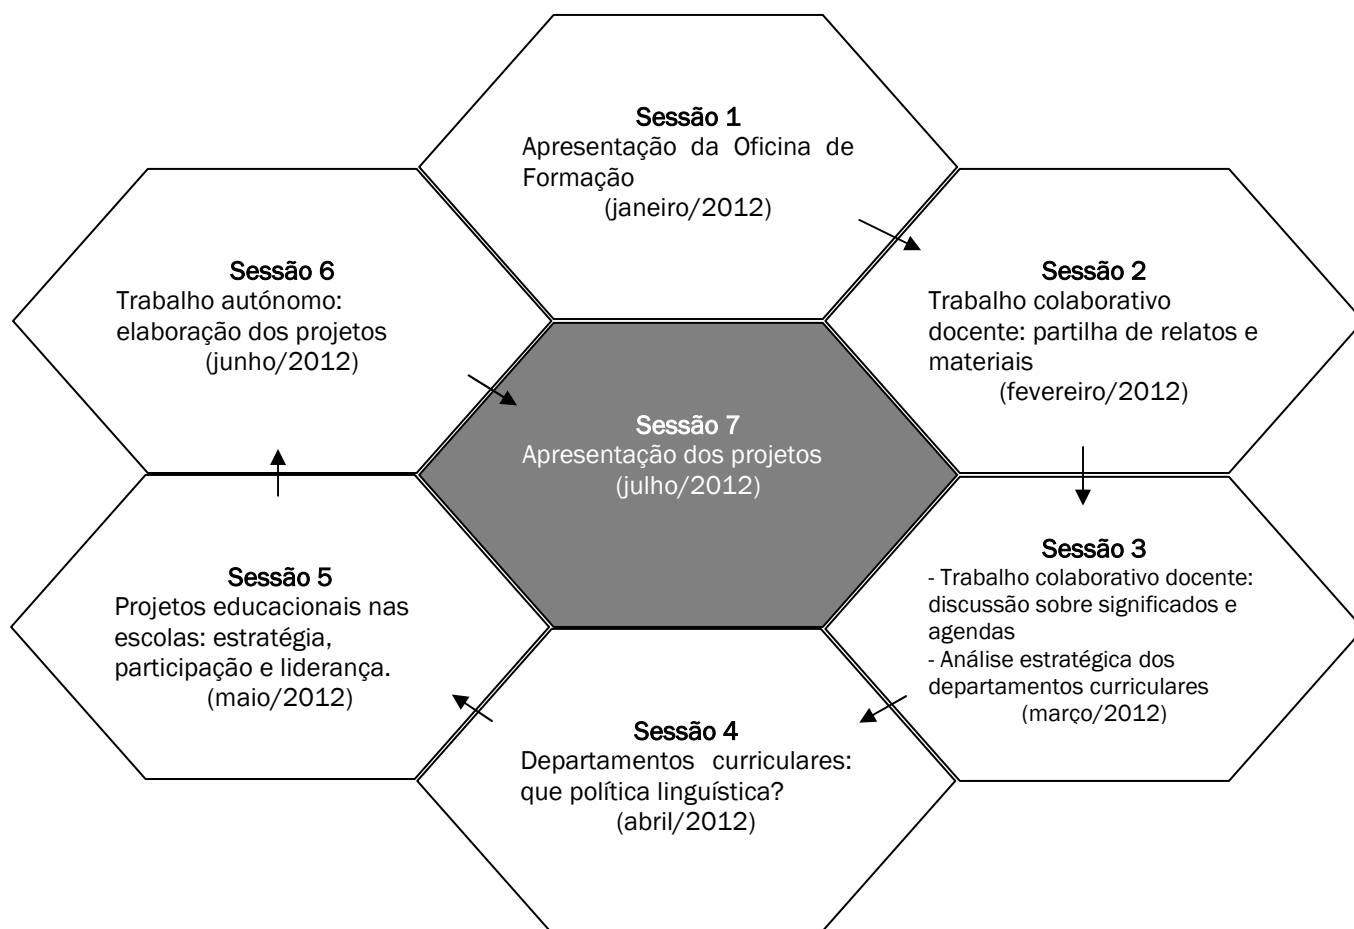 Sessão 1
Apresentação da Oficina de
Formação
(janeiro/2012)
Sessão 2
Trabalho colaborativo
docente: partilha de relatos e
materiais
(fevereiro/2012)
Sessão 3
- Trabalho colaborativo docente:
discussão sobre significados e
agendas
- Análise estratégica dos
departamentos curriculares
(março/2012)
Sessão 4
Departamentos curriculares:
que política linguística?
(abril/2012)
Sessão 5
Projetos educacionais nas
escolas: estratégia,
participação e liderança.
(maio/2012)
Sessão 6
Trabalho autónomo:
elaboração dos projetos
(junho/2012)
Sessão 7
Apresentação dos projetos
(julho/2012)